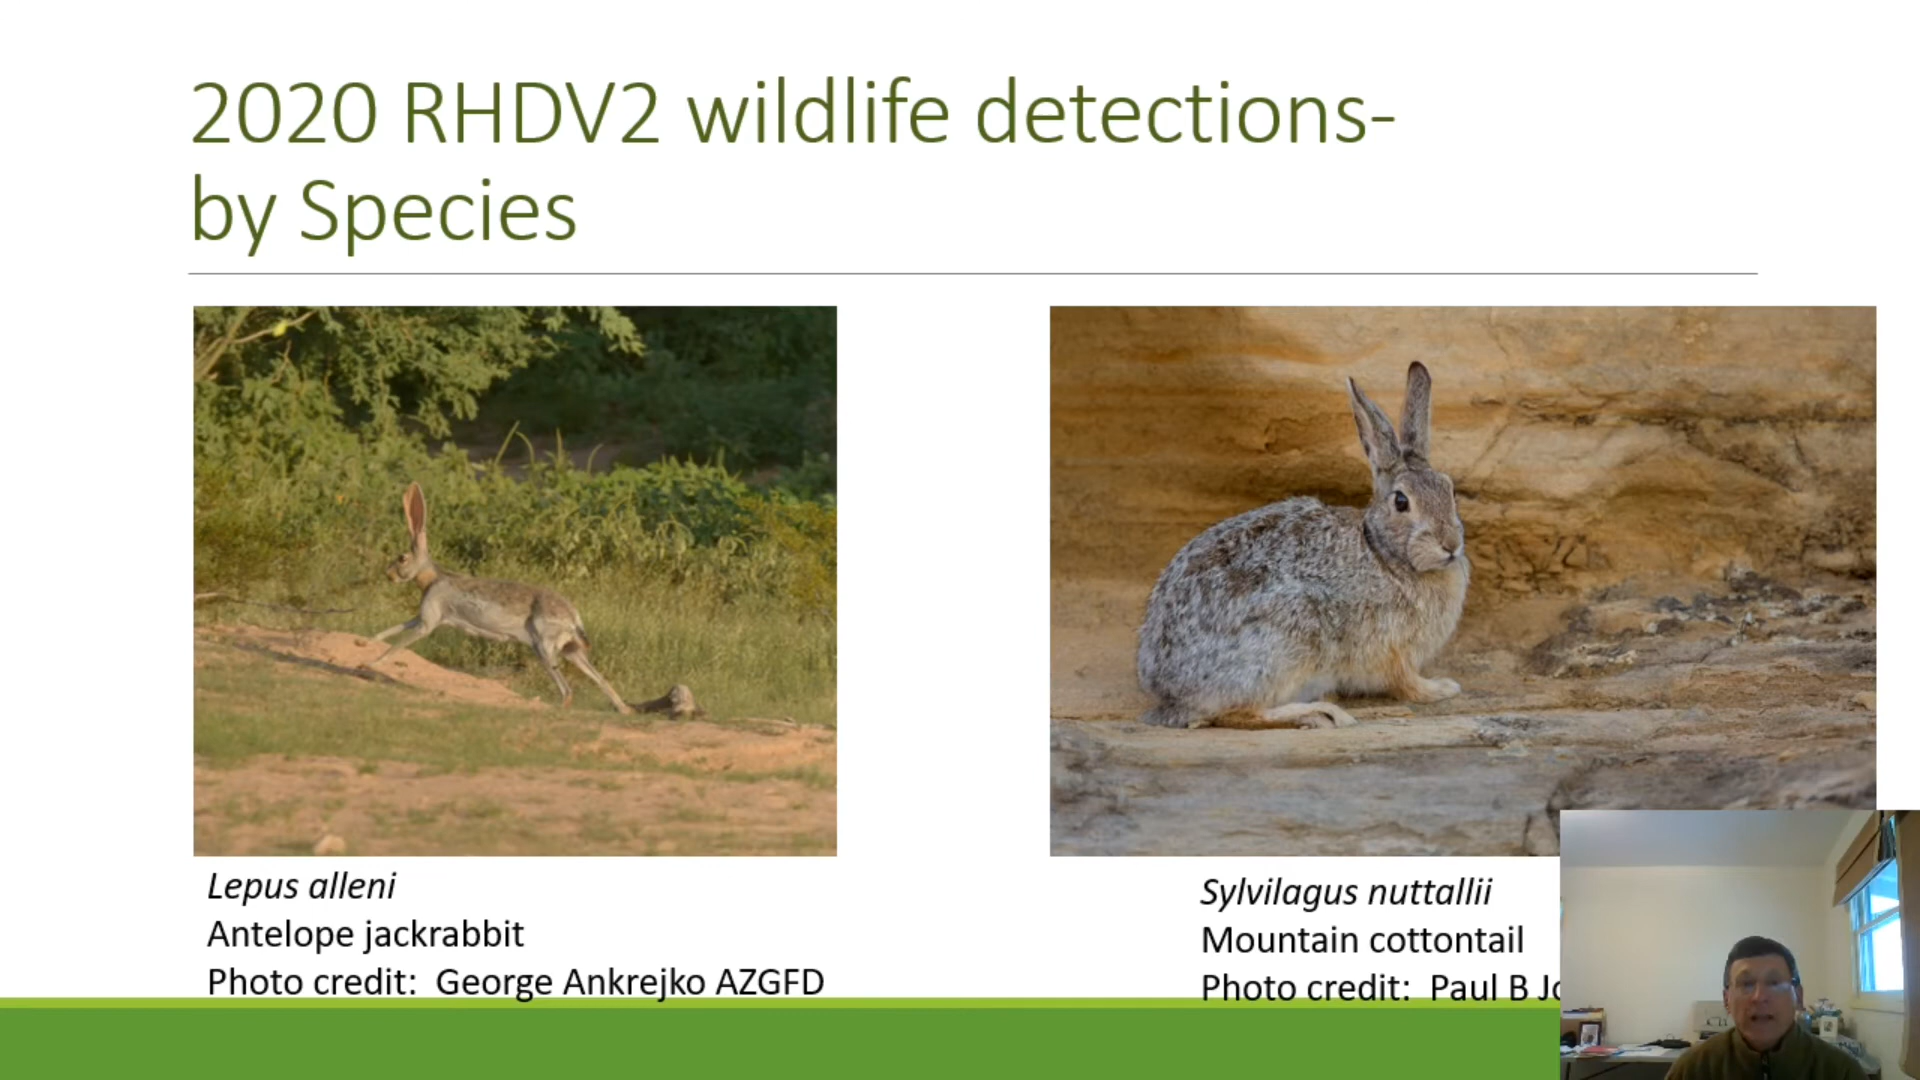 2020 RHDV2 wildlife detections-
by Species
Lepus alleni
Antelope jackrabbit
Photo credit: George Ankrejko AZGFD
Sylvilagus nuttallii
Mountain cottontail
Photo credit: Paul B